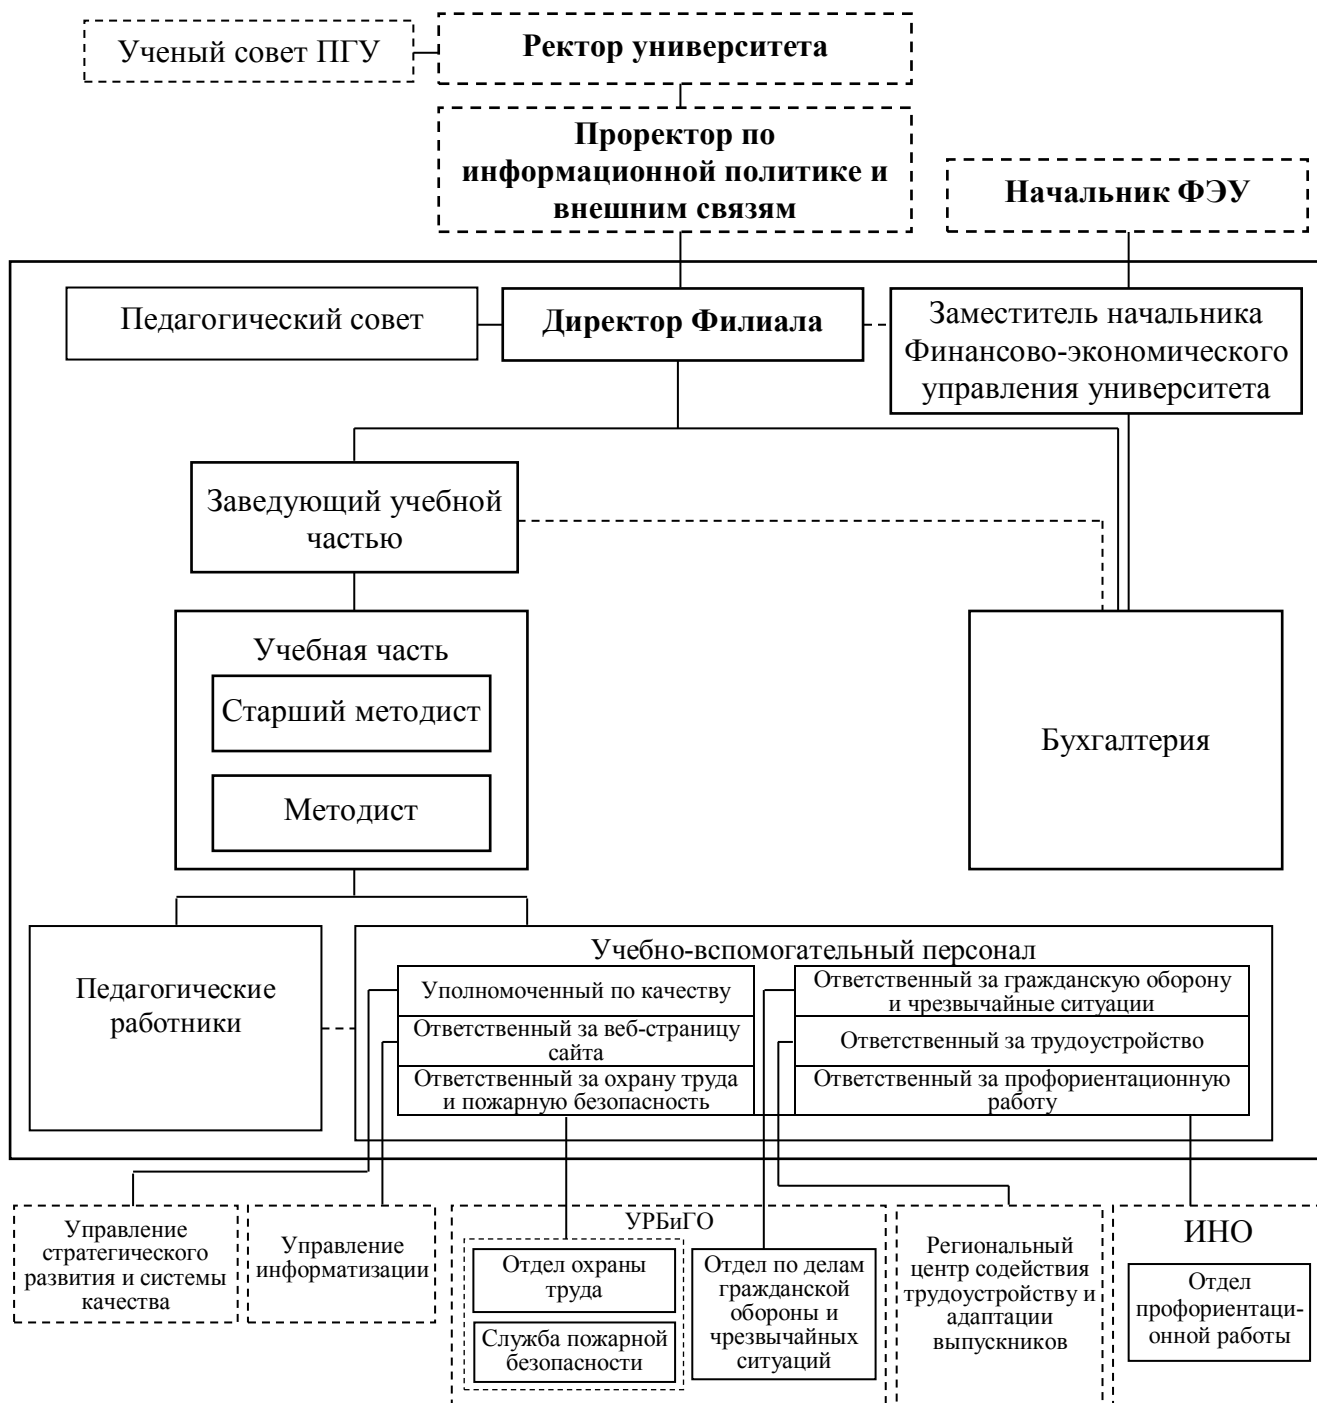 Ученый совет ПГУ
Ректор университета
Проректор по
информационной политике и
внешним связям
Начальник ФЭУ
Педагогический совет
Директор Филиала
Заместитель начальника
Финансово-экономического
управления университета
Заведующий учебной
частью
Учебная часть
Старший методист
Методист
Бухгалтерия
Педагогические
работники
Учебно-вспомогательный персонал
Уполномоченный по качеству
Ответственный за веб-страницу
сайта
Ответственный за охрану труда
и пожарную безопасность
Ответственный за гражданскую оборону
и чрезвычайные ситуации
Ответственный за трудоустройство
Ответственный за профориентационную
работу
Управление
стратегического
развития и системы
качества
Управление
информатизации
УРБиГО
Отдел охраны
труда
Служба пожарной
безопасности
Отдел по делам
гражданской
обороны и
чрезвычайных
ситуаций
Региональный
центр содействия
трудоустройству и
адаптации
выпускников
ИНО
Отдел
профориентаци-
онной работы